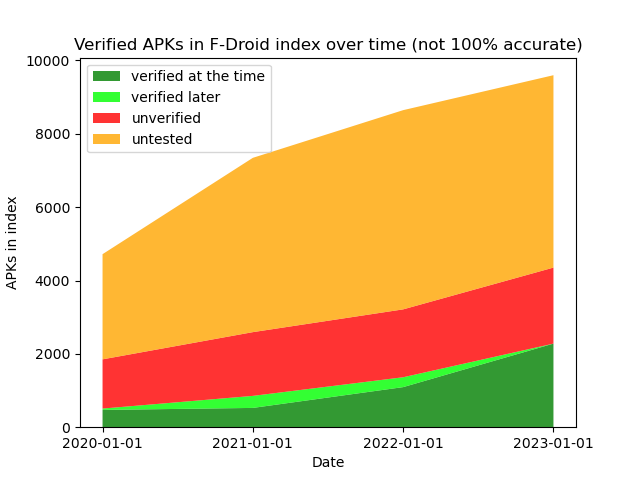 Verified APKs in F-Droid index over time (not 100% accurate)
10000
8000
6000
4000
2000
0
APKs in index
verified at the time
verified later
unverified
untested
2020-01-01
2021-01-01
2022-01-01
2023-01-01
Date